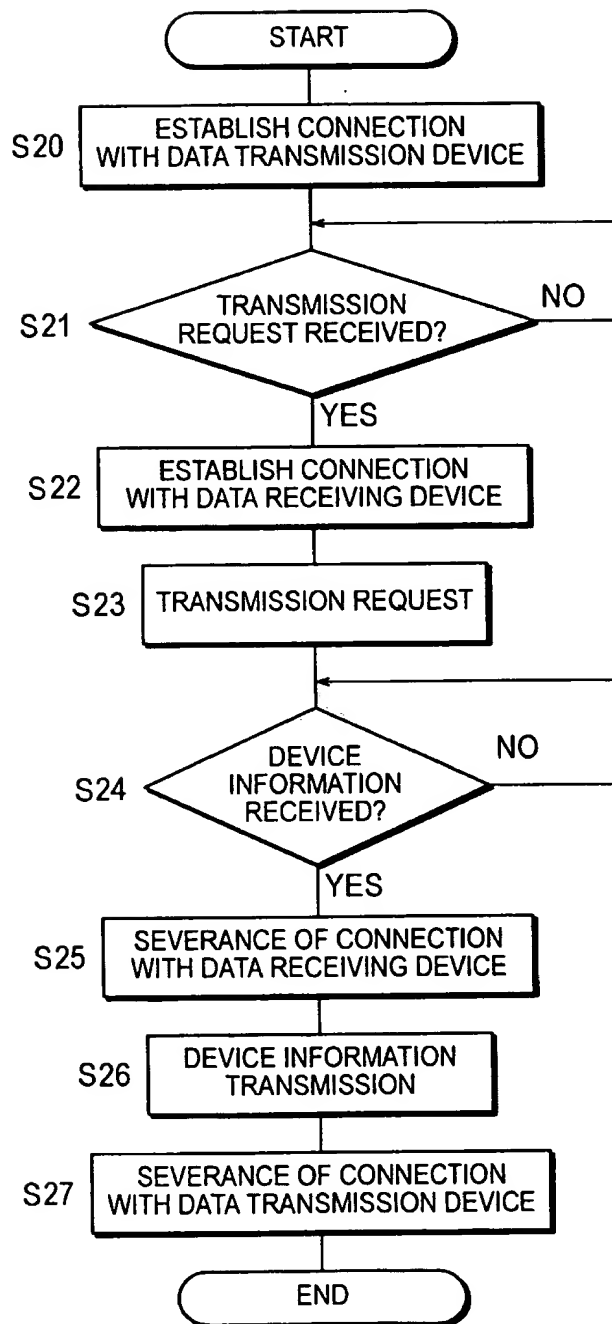 START
S20
ESTABLISH CONNECTION
WITH DATA TRANSMISSION DEVICE
S21
TRANSMISSION
REQUEST RECEIVED?
NO
YES
S22
ESTABLISH CONNECTION
WITH DATA RECEIVING DEVICE
S23
TRANSMISSION REQUEST
S24
DEVICE
INFORMATION
RECEIVED?
NO
YES
S25
SEVERANCE OF CONNECTION
WITH DATA RECEIVING DEVICE
S26
DEVICE INFORMATION
TRANSMISSION
S27
SEVERANCE OF CONNECTION
WITH DATA TRANSMISSION DEVICE
END